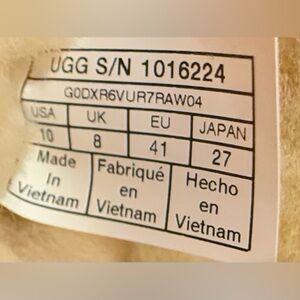 UGG S/N 1016224
G0DXR6VUR7RAW04
USA UK EU JAPAN
10 8 41 27
Made Fabriqué Hecho
In en en
Vietnam Vietnam Vietnam